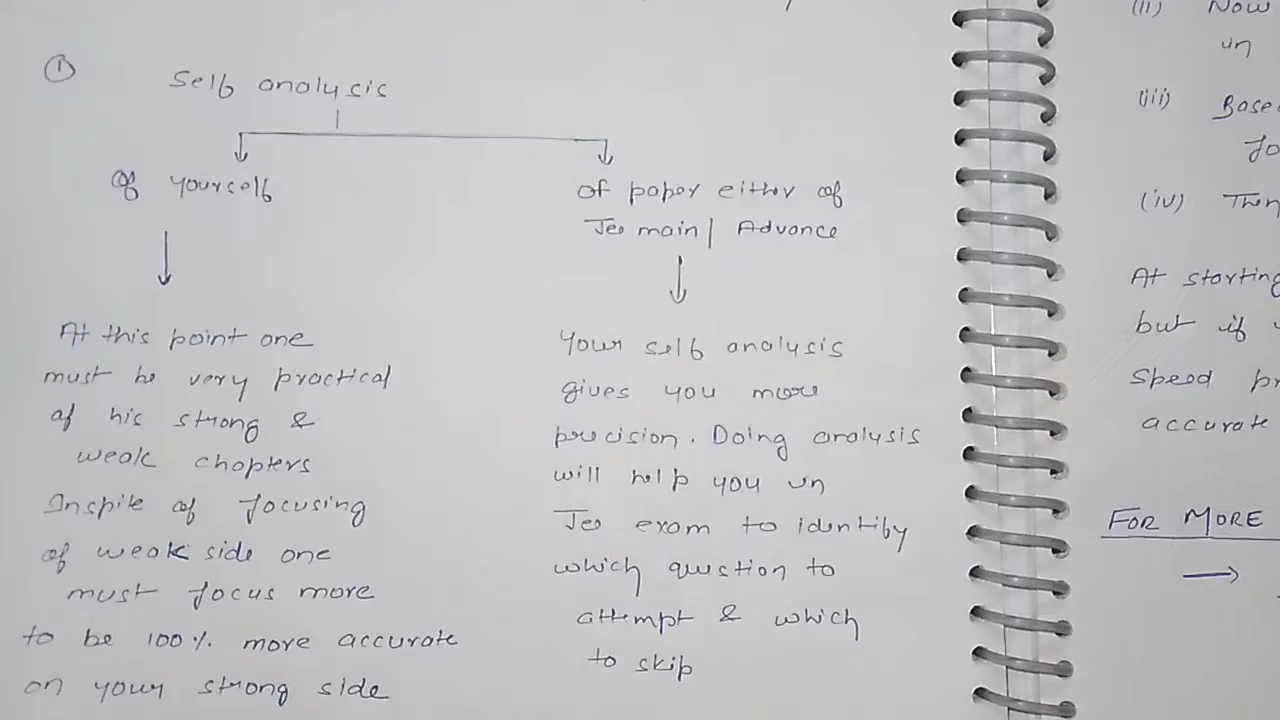 ①
Self analysis
Of yourself
At this point one
must be very practical
of his strong &
weak chapters
Inspite of focusing
of weak side one
must focus more
to be 100% more accurate
on your strong side
of paper either of
Jee main / Advance
Your self analysis
gives you more
precision. Doing analysis
will help you in
Jee exam to identify
which question to
attempt & which
to skip
(ii) Now
in
(iii) Base
(iv) Then
At starting
but if
Speed pr
accurate
FOR MORE